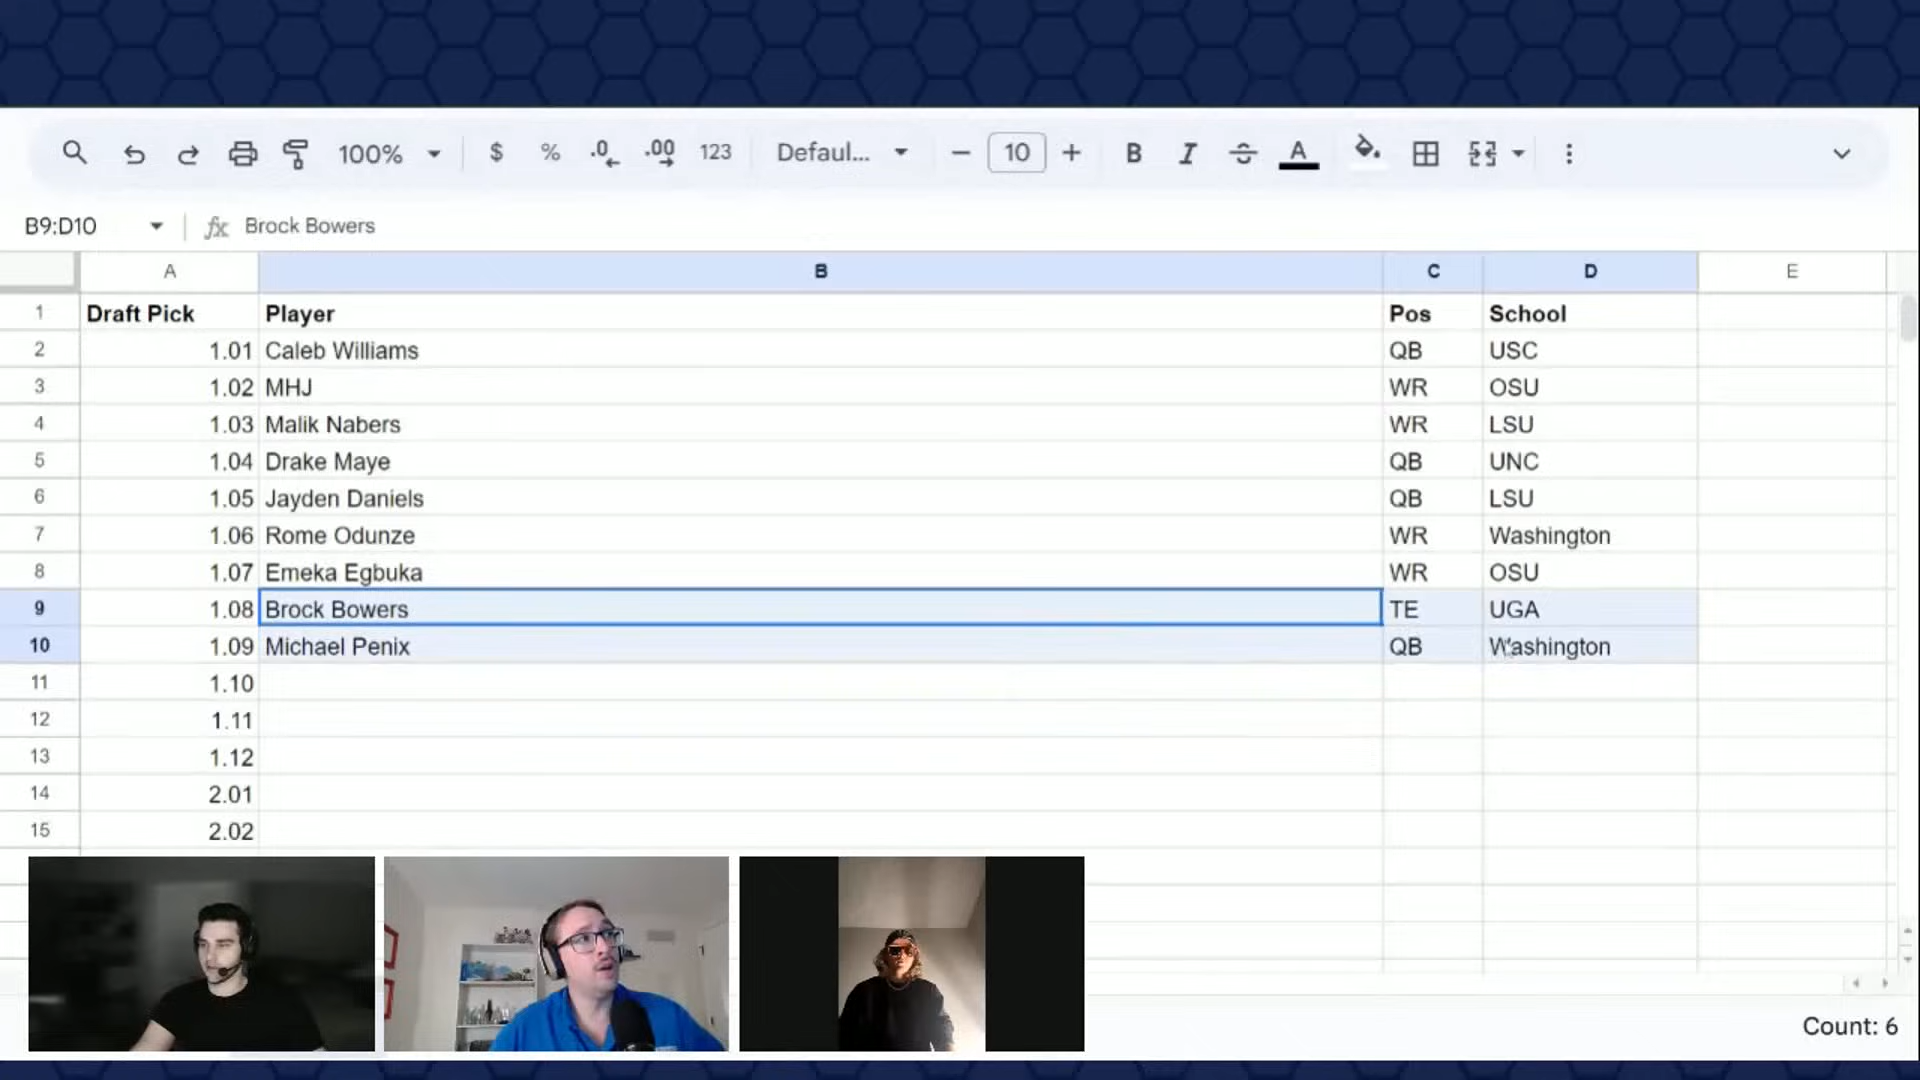 100% $ % .0 .00 123 Defaul... 10 B I S A
B9:D10 fx Brock Bowers
A B C D E
1 Draft Pick Player Pos School
2 1.01 Caleb Williams QB USC
3 1.02 MHJ WR OSU
4 1.03 Malik Nabers WR LSU
5 1.04 Drake Maye QB UNC
6 1.05 Jayden Daniels QB LSU
7 1.06 Rome Odunze WR Washington
8 1.07 Emeka Egbuka WR OSU
9 1.08 Brock Bowers TE UGA
10 1.09 Michael Penix QB Washington
11 1.10
12 1.11
13 1.12
14 2.01
15 2.02
Count: 6